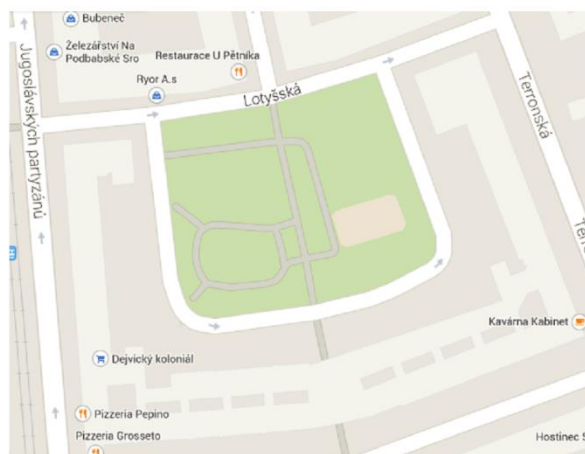 Bubeneč
Železářství Na
Podbabské Sro
Restaurace U Pětníka
Ryor A.s
Lotyšská
Jugoslávských partyzánů
Terronská
Kavárna Kabinet
Dejvický koloniál
Pizzeria Pepino
Pizzeria Grosseto
Hostinec